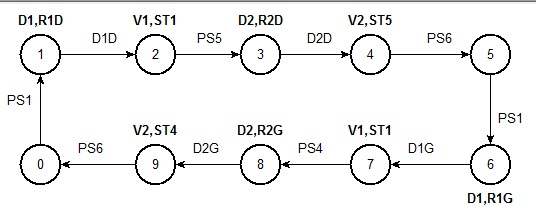 D1,R1D V1,ST1 D2,R2D V2,ST5
1 D1D 2 PS5 3 D2D 4 PS6 5
PS1 PS1
V2,ST4 D2,R2G V1,ST1
0 PS6 9 D2G 8 PS4 7 D1G 6
D1,R1G